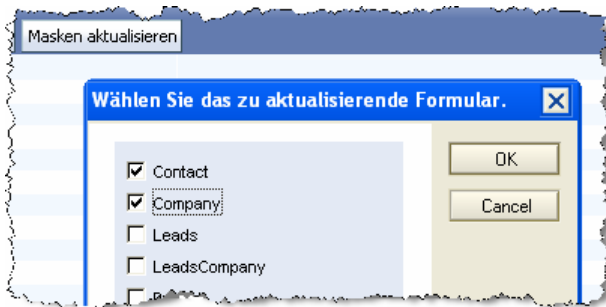 Masken aktualisieren
Wählen Sie das zu aktualisierende Formular.
Contact
OK
Company
Cancel
Leads
LeadsCompany